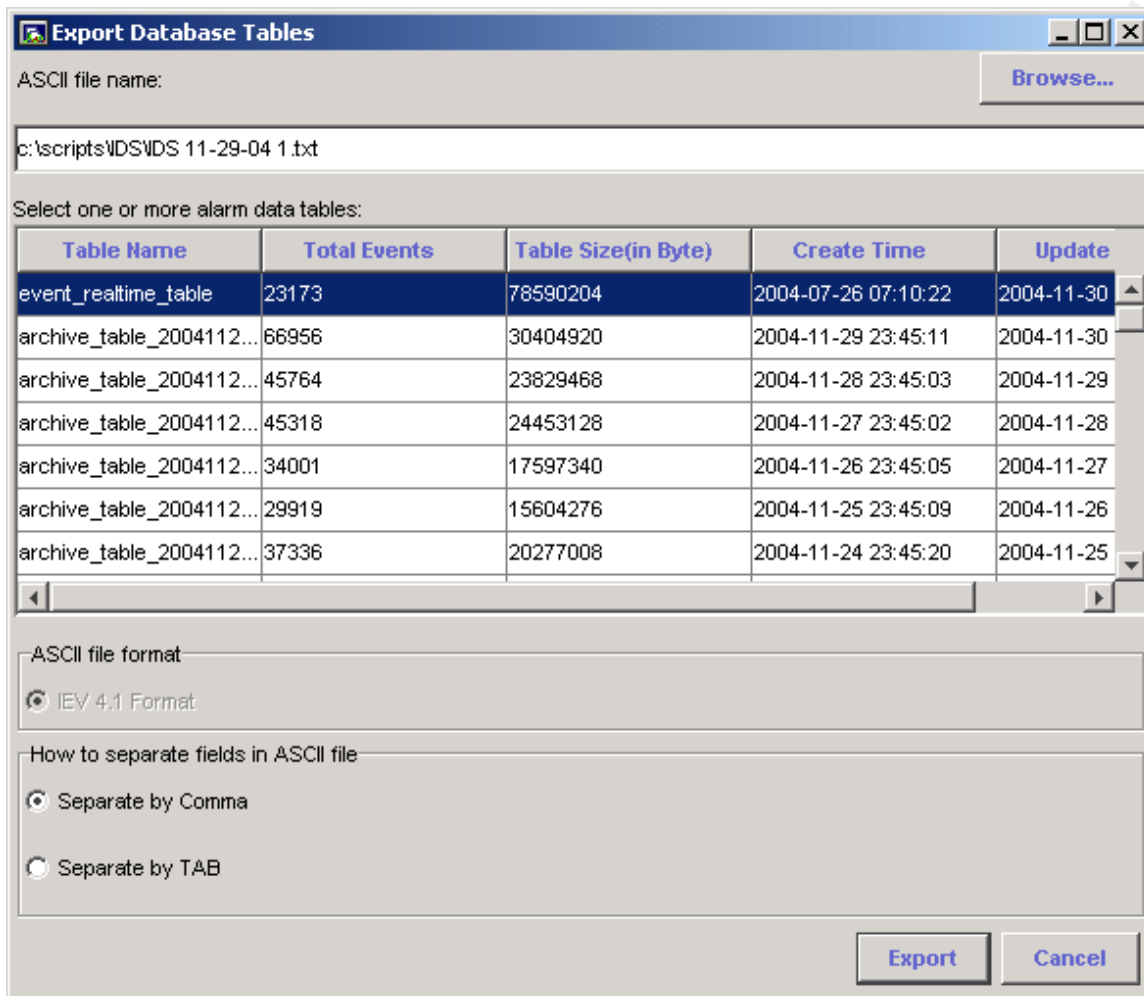 Export Database Tables
ASCII file name:
Browse...
c:\scripts\IDS\IDS 11-29-04 1.txt
Select one or more alarm data tables:
Table Name Total Events Table Size(in Byte) Create Time Update
event_realtime_table 23173 78590204 2004-07-26 07:10:22 2004-11-30
archive_table_2004112... 66956 30404920 2004-11-29 23:45:11 2004-11-30
archive_table_2004112... 45764 23829468 2004-11-28 23:45:03 2004-11-29
archive_table_2004112... 45318 24453128 2004-11-27 23:45:02 2004-11-28
archive_table_2004112... 34001 17597340 2004-11-26 23:45:05 2004-11-27
archive_table_2004112... 29919 15604276 2004-11-25 23:45:09 2004-11-26
archive_table_2004112... 37336 20277008 2004-11-24 23:45:20 2004-11-25
ASCII file format
IEV 4.1 Format
How to separate fields in ASCII file
Separate by Comma
Separate by TAB
Export Cancel